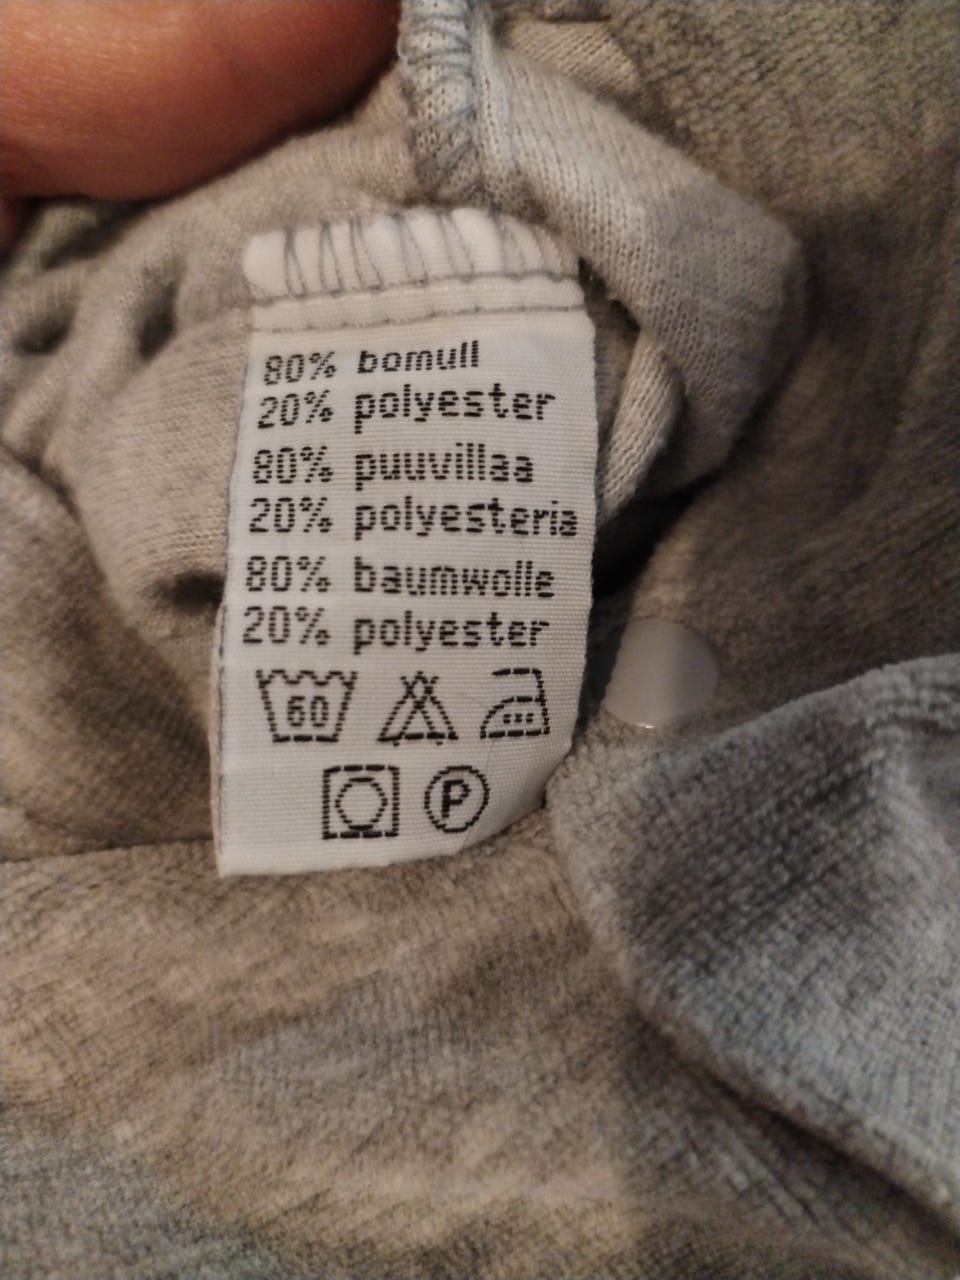 80% bomull
20% polyester
80% puuvillaa
20% polyesteria
80% baumwolle
20% polyester
60
P